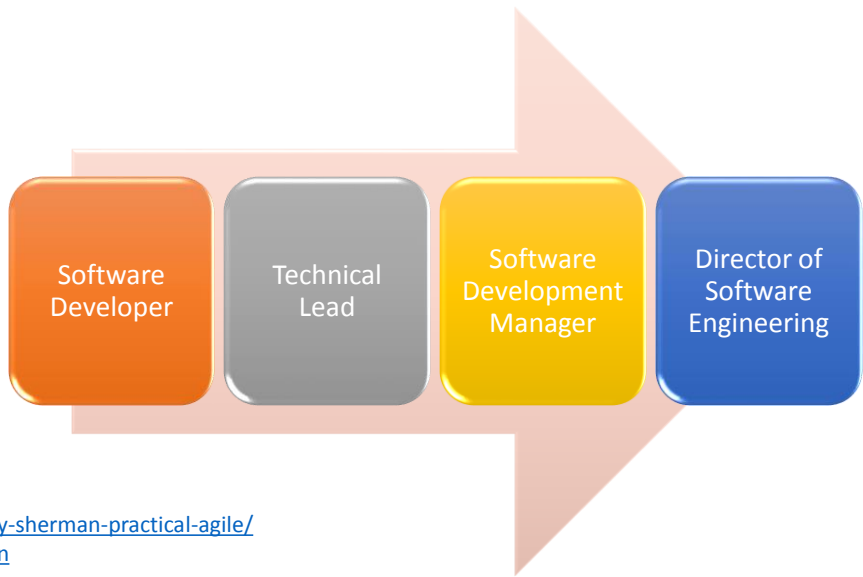 Software
Developer
Technical
Lead
Software
Development
Manager
Director of
Software
Engineering
y-sherman-practical-agile/